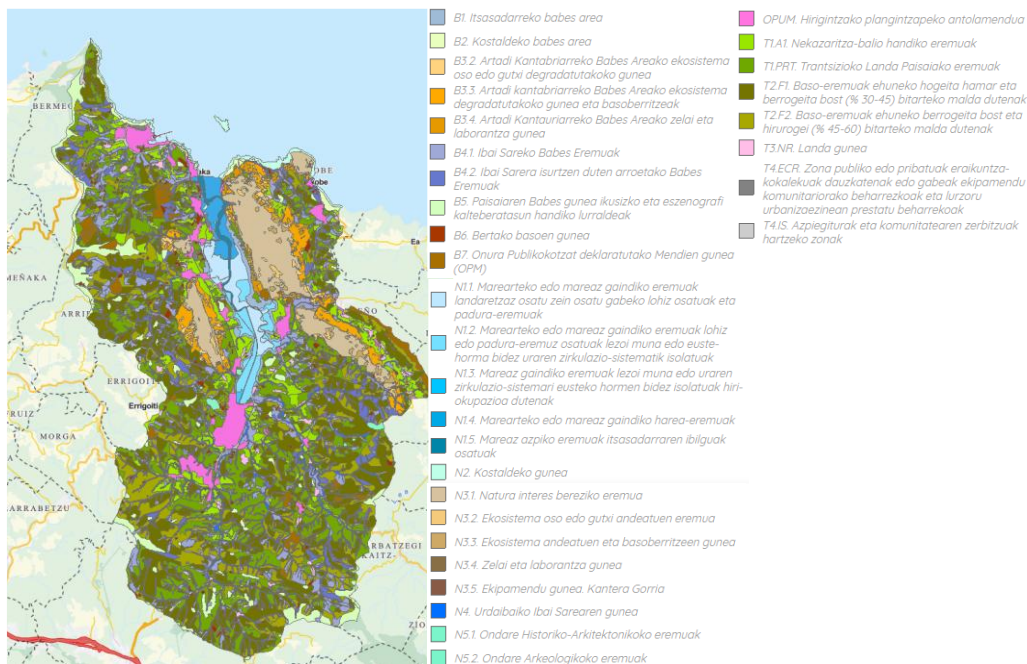 BERMEO
aka
OBE
kobe
Ea
MEÑAKA
ARRIE
ÑO
ERRIGOITI
Errigoiti
RUIZ
MORGA
ARRABETZU
RBATZEGI
KAITZ-
ZIO
B1. Itsasadarreko babes area
B2. Kostaldeko babes area
B3.2. Artadi Kantabriarreko Babes Areako ekosistema
oso edo gutxi degradatutakoko gunea
B3.3. Artadi kantabriarreko Babes Areako ekosistema
degradatutakoko gunea eta basoberritzeak
B3.4. Artadi Kantauriarreko Babes Areako zelai eta
laborantza gunea
B4.1. Ibai Sareko Babes Eremuak
B4.2. Ibai Sarera isurtzen duten arroetako Babes
Eremuak
B5. Paisaiaren Babes gunea ikusizko eta eszenografi
kalteberatasun handiko lurraldeak
B6. Bertako basoen gunea
B7. Onura Publikokotzat deklaratutako Mendien gunea
(OPM)
N1.1. Marearteko edo mareaz gaindiko eremuak
landaretzaz osatu zein osatu gabeko lohiz osatuak eta
padura-eremuak
N1.2. Marearteko edo mareaz gaindiko eremuak lohiz
edo padura-eremuz osatuak lezoi muna edo euste-
horma bidez uraren zirkulazio-sistematik isolatuak
N1.3. Mareaz gaindiko eremuak lezoi muna edo uraren
zirkulazio-sistemari eusteko hormen bidez isolatuak hiri-
okupazioa dutenak
N1.4. Marearteko edo mareaz gaindiko harea-eremuak
N1.5. Mareaz azpiko eremuak itsasadarraren ibilguak
osatuak
N2. Kostaldeko gunea
N3.1. Natura interes bereziko eremua
N3.2. Ekosistema oso edo gutxi andeatuen eremua
N3.3. Ekosistema andeatuen eta basoberritzeen gunea
N3.4. Zelai eta laborantza gunea
N3.5. Ekipamendu gunea. Kantera Gorria
N4. Urdaibaiko Ibai Sarearen gunea
N5.1. Ondare Historiko-Arkitektonikoko eremuak
N5.2. Ondare Arkeologikoko eremuak
OPUM. Hirigintzako plangintzapeko antolamendua
T1.A1. Nekazaritza-balio handiko eremuak
T1.PRT. Trantsizioko Landa Paisaiako eremuak
T2.F1. Baso-eremuak ehuneko hogeita hamar eta
berrogeita bost (% 30-45) bitarteko malda dutenak
T2.F2. Baso-eremuak ehuneko berrogeita bost eta
hirurogei (% 45-60) bitarteko malda dutenak
T3.NR. Landa gunea
T4.ECR. Zona publiko edo pribatuak eraikuntza-
kokalekuak dauzkatenak edo gabeak ekipamendu
komunitariorako beharrezkoak eta lurzoru
urbanizaezinean prestatu beharrekoak
T4.IS. Azpiegiturak eta komunitatearen zerbitzuak
hartzeko zonak